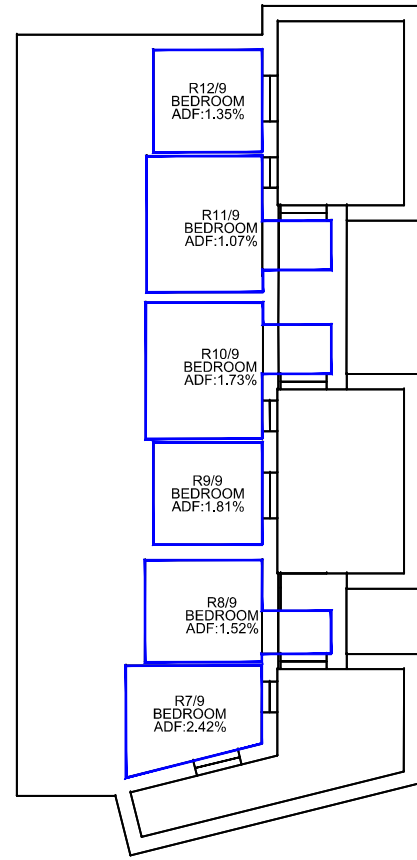 R12/9
BEDROOM
ADF:1.35%
R11/9
BEDROOM
ADF:1.07%
R10/9
BEDROOM
ADF:1.73%
R9/9
BEDROOM
ADF:1.81%
R8/9
BEDROOM
ADF:1.52%
R7/9
BEDROOM
ADF:2.42%